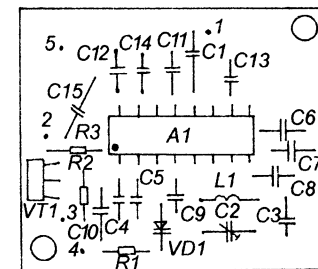 5. C12 C14 C11 C1 1
C13
C15
2 R3 A1 C6
C7
R2 C5 L1 C8
VT1 3 C4 C9 C2 C3
C10
4 R1 VD1